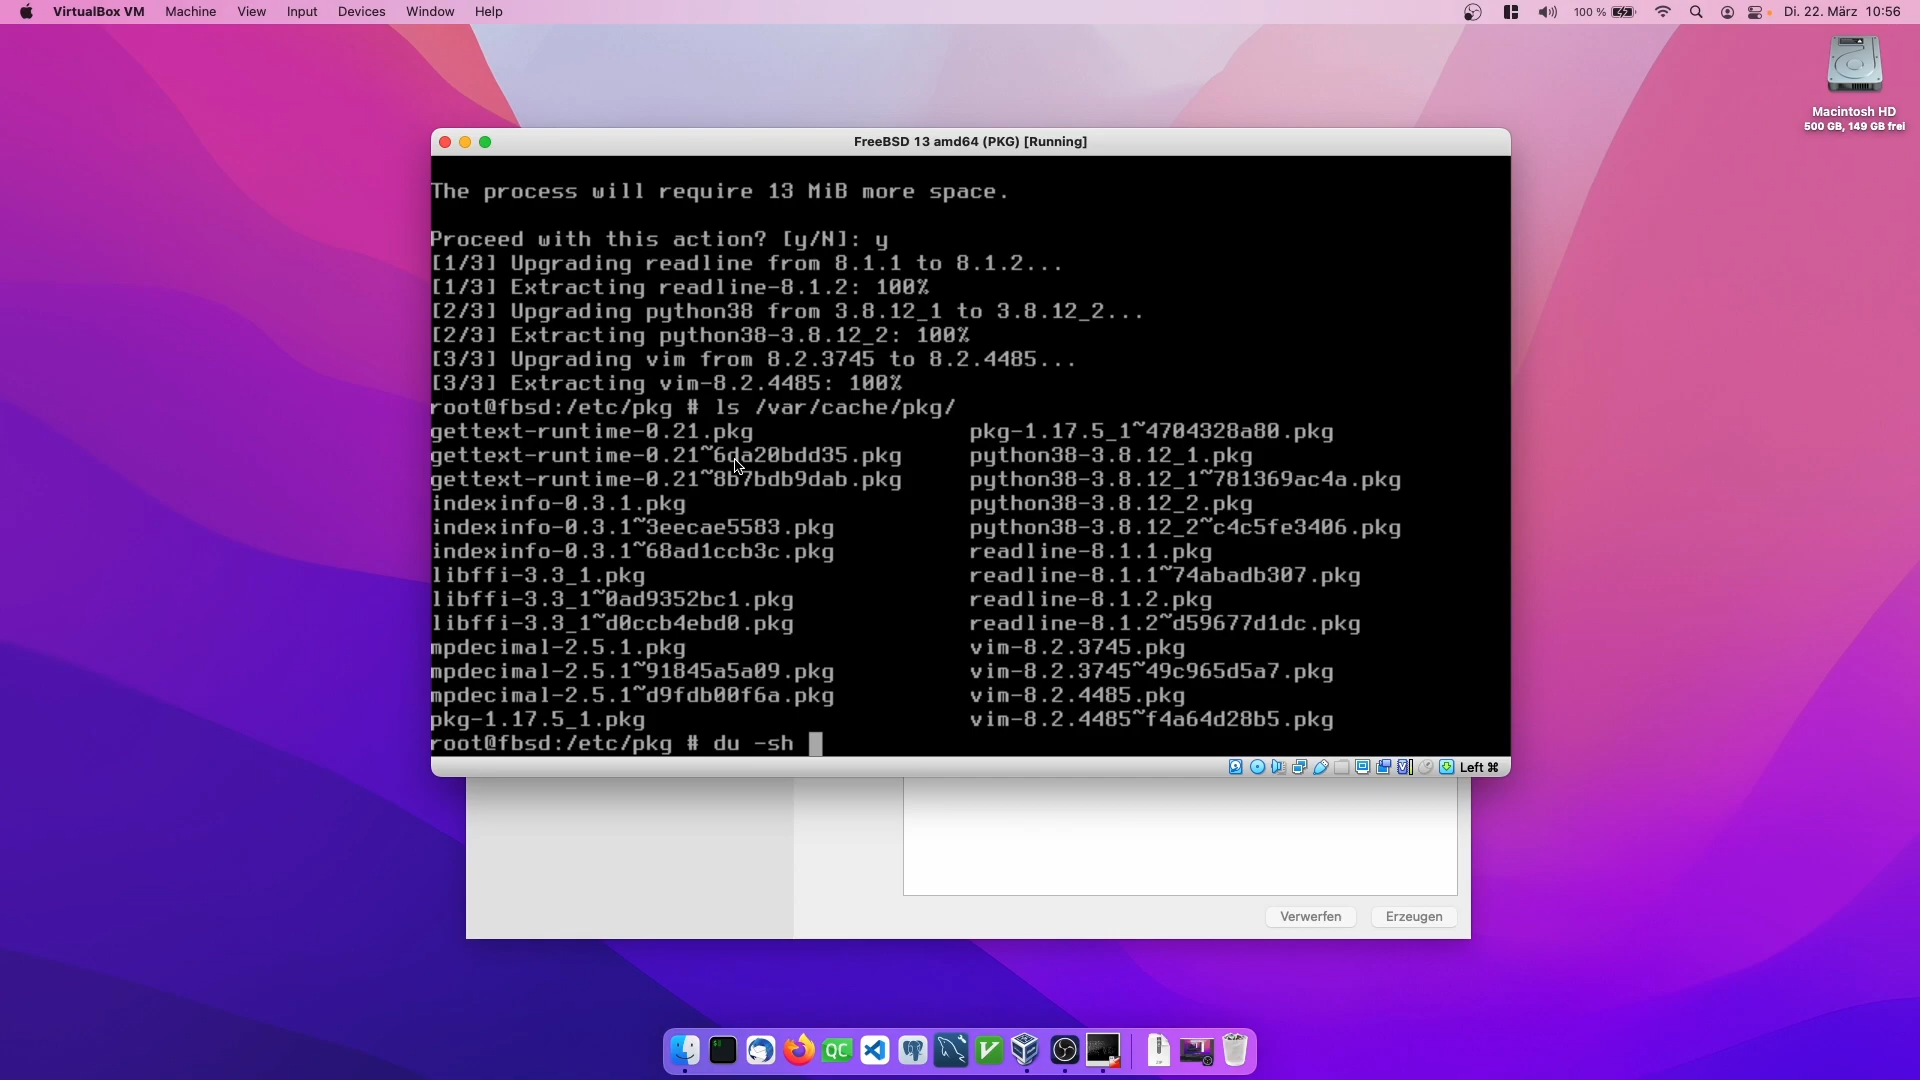 VirtualBox VM Machine View Input Devices Window Help 100 % Di. 22. März 10:56
Macintosh HD
500 GB, 149 GB frei
FreeBSD 13 amd64 (PKG) [Running]
The process will require 13 MiB more space.
Proceed with this action? [y/N]: y
[1/3] Upgrading readline from 8.1.1 to 8.1.2...
[1/3] Extracting readline-8.1.2: 100%
[2/3] Upgrading python38 from 3.8.12_1 to 3.8.12_2...
[2/3] Extracting python38-3.8.12_2: 100%
[3/3] Upgrading vim from 8.2.3745 to 8.2.4485...
[3/3] Extracting vim-8.2.4485: 100%
root@fbsd:/etc/pkg # ls /var/cache/pkg/
gettext-runtime-0.21.pkg pkg-1.17.5_1~4704328a80.pkg
python38-3.8.12_1.pkg
gettext-runtime-0.21~8b7bdb9dab.pkg python38-3.8.12_1~781369ac4a.pkg
indexinfo-0.3.1.pkg python38-3.8.12_2.pkg
indexinfo-0.3.1~3eecae5583.pkg python38-3.8.12_2~c4c5fe3406.pkg
indexinfo-0.3.1~68ad1ccb3c.pkg readline-8.1.1.pkg
libffi-3.3_1.pkg readline-8.1.1~74abadb307.pkg
libffi-3.3_1~0ad9352bc1.pkg readline-8.1.2.pkg
libffi-3.3_1~d0ccb4ebd0.pkg readline-8.1.2~d59677d1dc.pkg
mpdecimal-2.5.1.pkg vim-8.2.3745.pkg
mpdecimal-2.5.1~91845a5a09.pkg vim-8.2.3745~49c965d5a7.pkg
mpdecimal-2.5.1~d9fdb00f6a.pkg vim-8.2.4485.pkg
pkg-1.17.5_1.pkg vim-8.2.4485~f4a64d28b5.pkg
root@fbsd:/etc/pkg # du -sh
Left ⌘
Verwerfen Erzeugen
QC